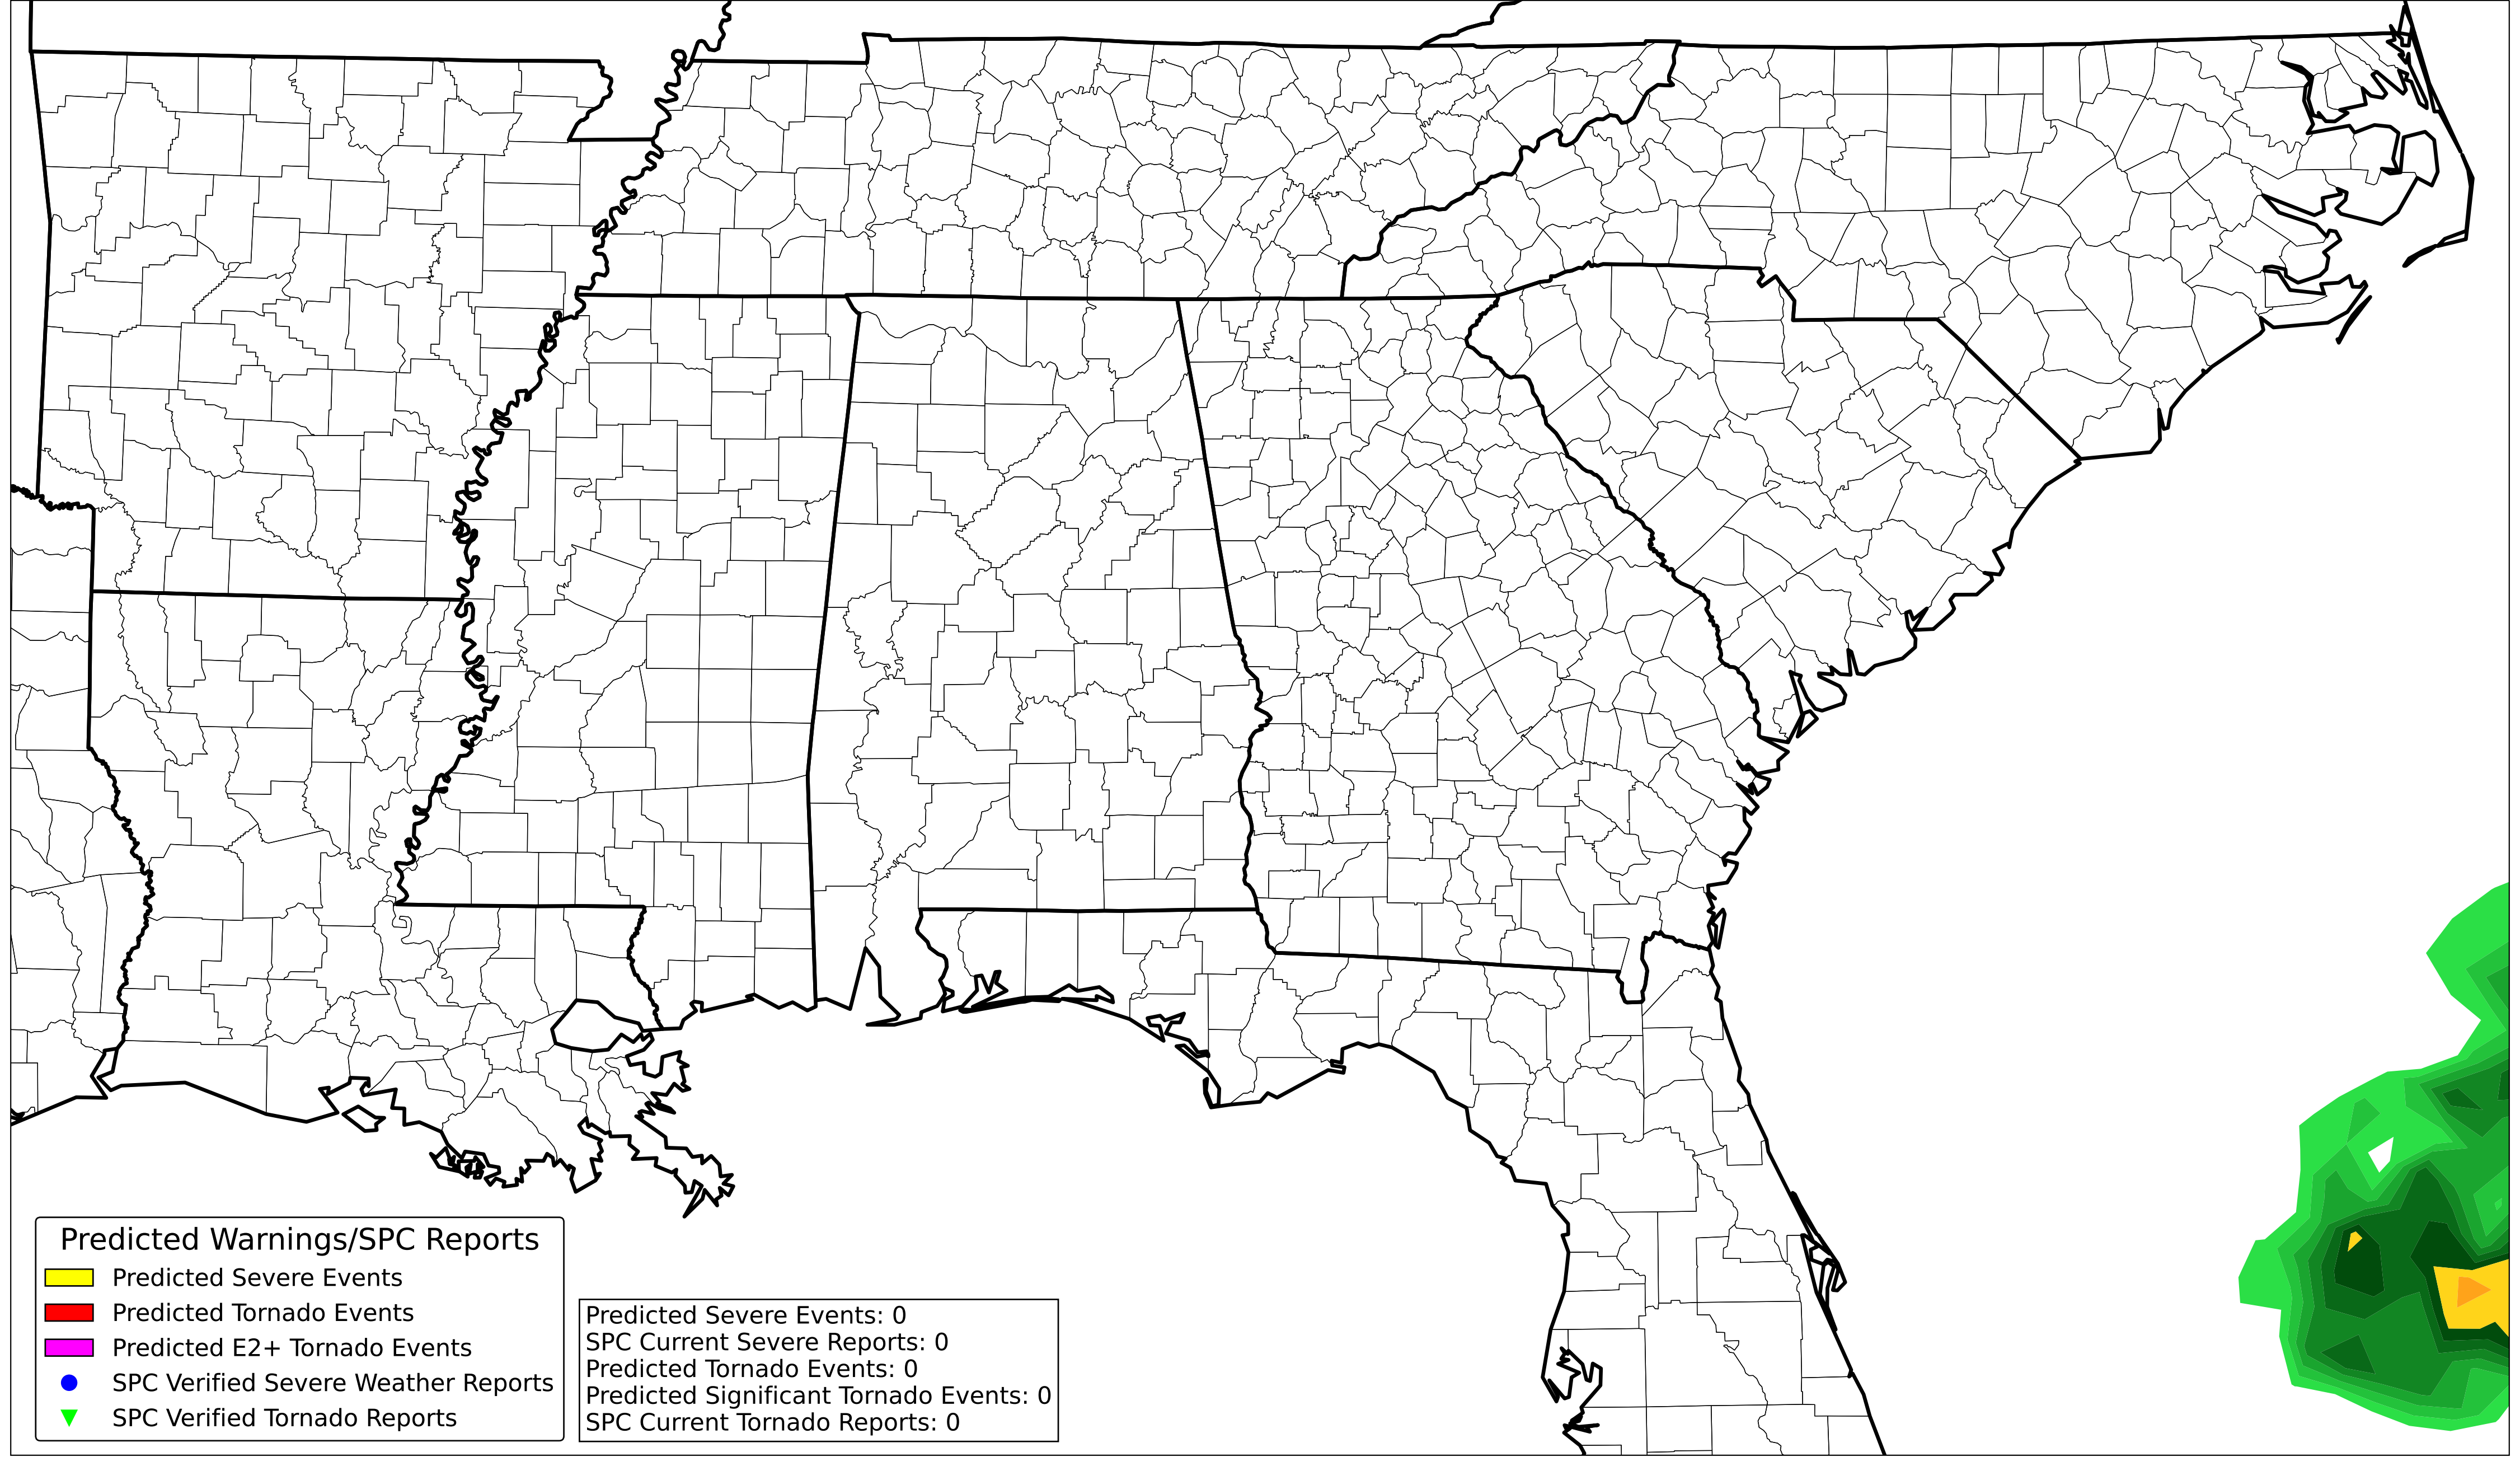 Predicted Warnings/SPC Reports
Predicted Severe Events
Predicted Tornado Events
Predicted E2+ Tornado Events
SPC Verified Severe Weather Reports
SPC Verified Tornado Reports
Predicted Severe Events: 0
SPC Current Severe Reports: 0
Predicted Tornado Events: 0
Predicted Significant Tornado Events: 0
SPC Current Tornado Reports: 0